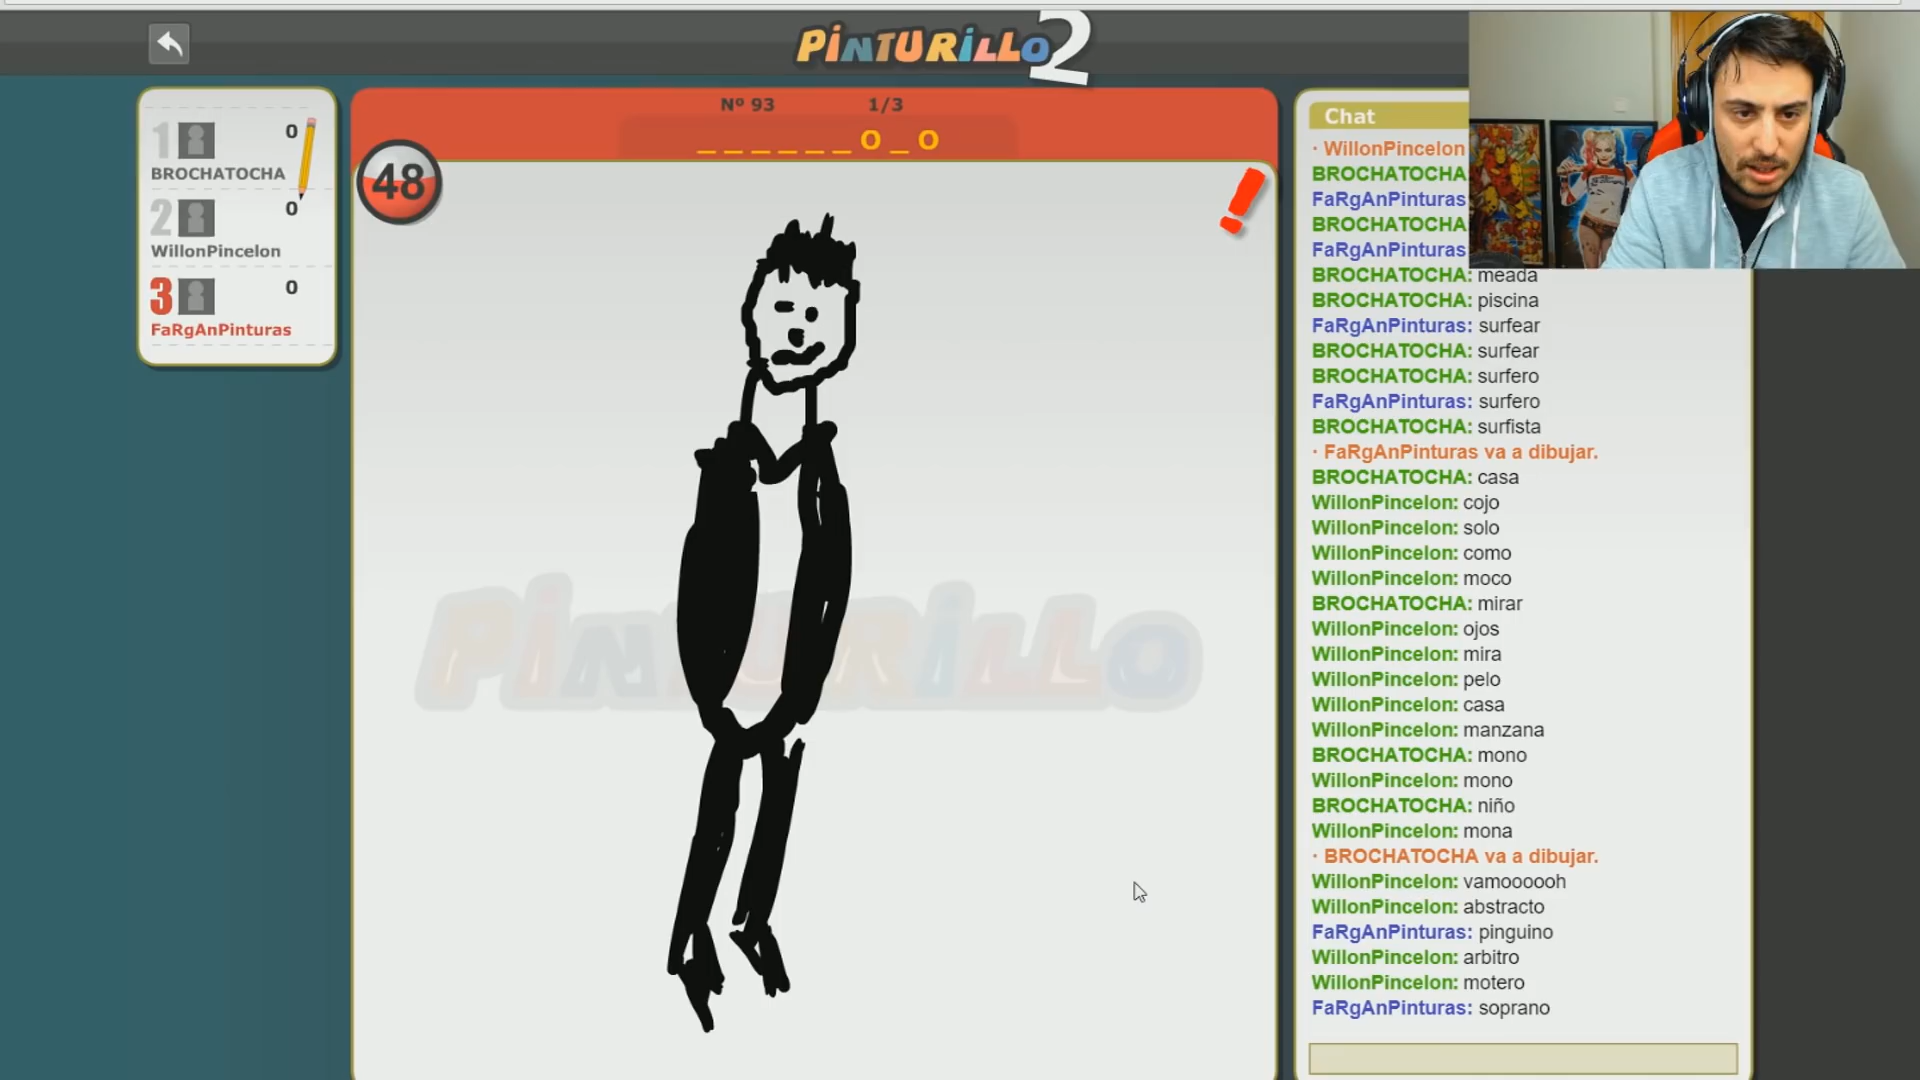 PiNTURiLLO 2
Nº 93 1/3
_ _ _ _ _ _ O _ O
48
1 0
BROCHATOCHA
2 0
WillonPincelon
3 0
FaRgAnPinturas
PiNTURiLLO
Chat
· WillonPincelon
BROCHATOCHA
FaRgAnPinturas
BROCHATOCHA
FaRgAnPinturas
BROCHATOCHA: meada
BROCHATOCHA: piscina
FaRgAnPinturas: surfear
BROCHATOCHA: surfear
BROCHATOCHA: surfero
FaRgAnPinturas: surfero
BROCHATOCHA: surfista
· FaRgAnPinturas va a dibujar.
BROCHATOCHA: casa
WillonPincelon: cojo
WillonPincelon: solo
WillonPincelon: como
WillonPincelon: moco
BROCHATOCHA: mirar
WillonPincelon: ojos
WillonPincelon: mira
WillonPincelon: pelo
WillonPincelon: casa
WillonPincelon: manzana
BROCHATOCHA: mono
WillonPincelon: mono
BROCHATOCHA: niño
WillonPincelon: mona
· BROCHATOCHA va a dibujar.
WillonPincelon: vamoooooh
WillonPincelon: abstracto
FaRgAnPinturas: pinguino
WillonPincelon: arbitro
WillonPincelon: motero
FaRgAnPinturas: soprano